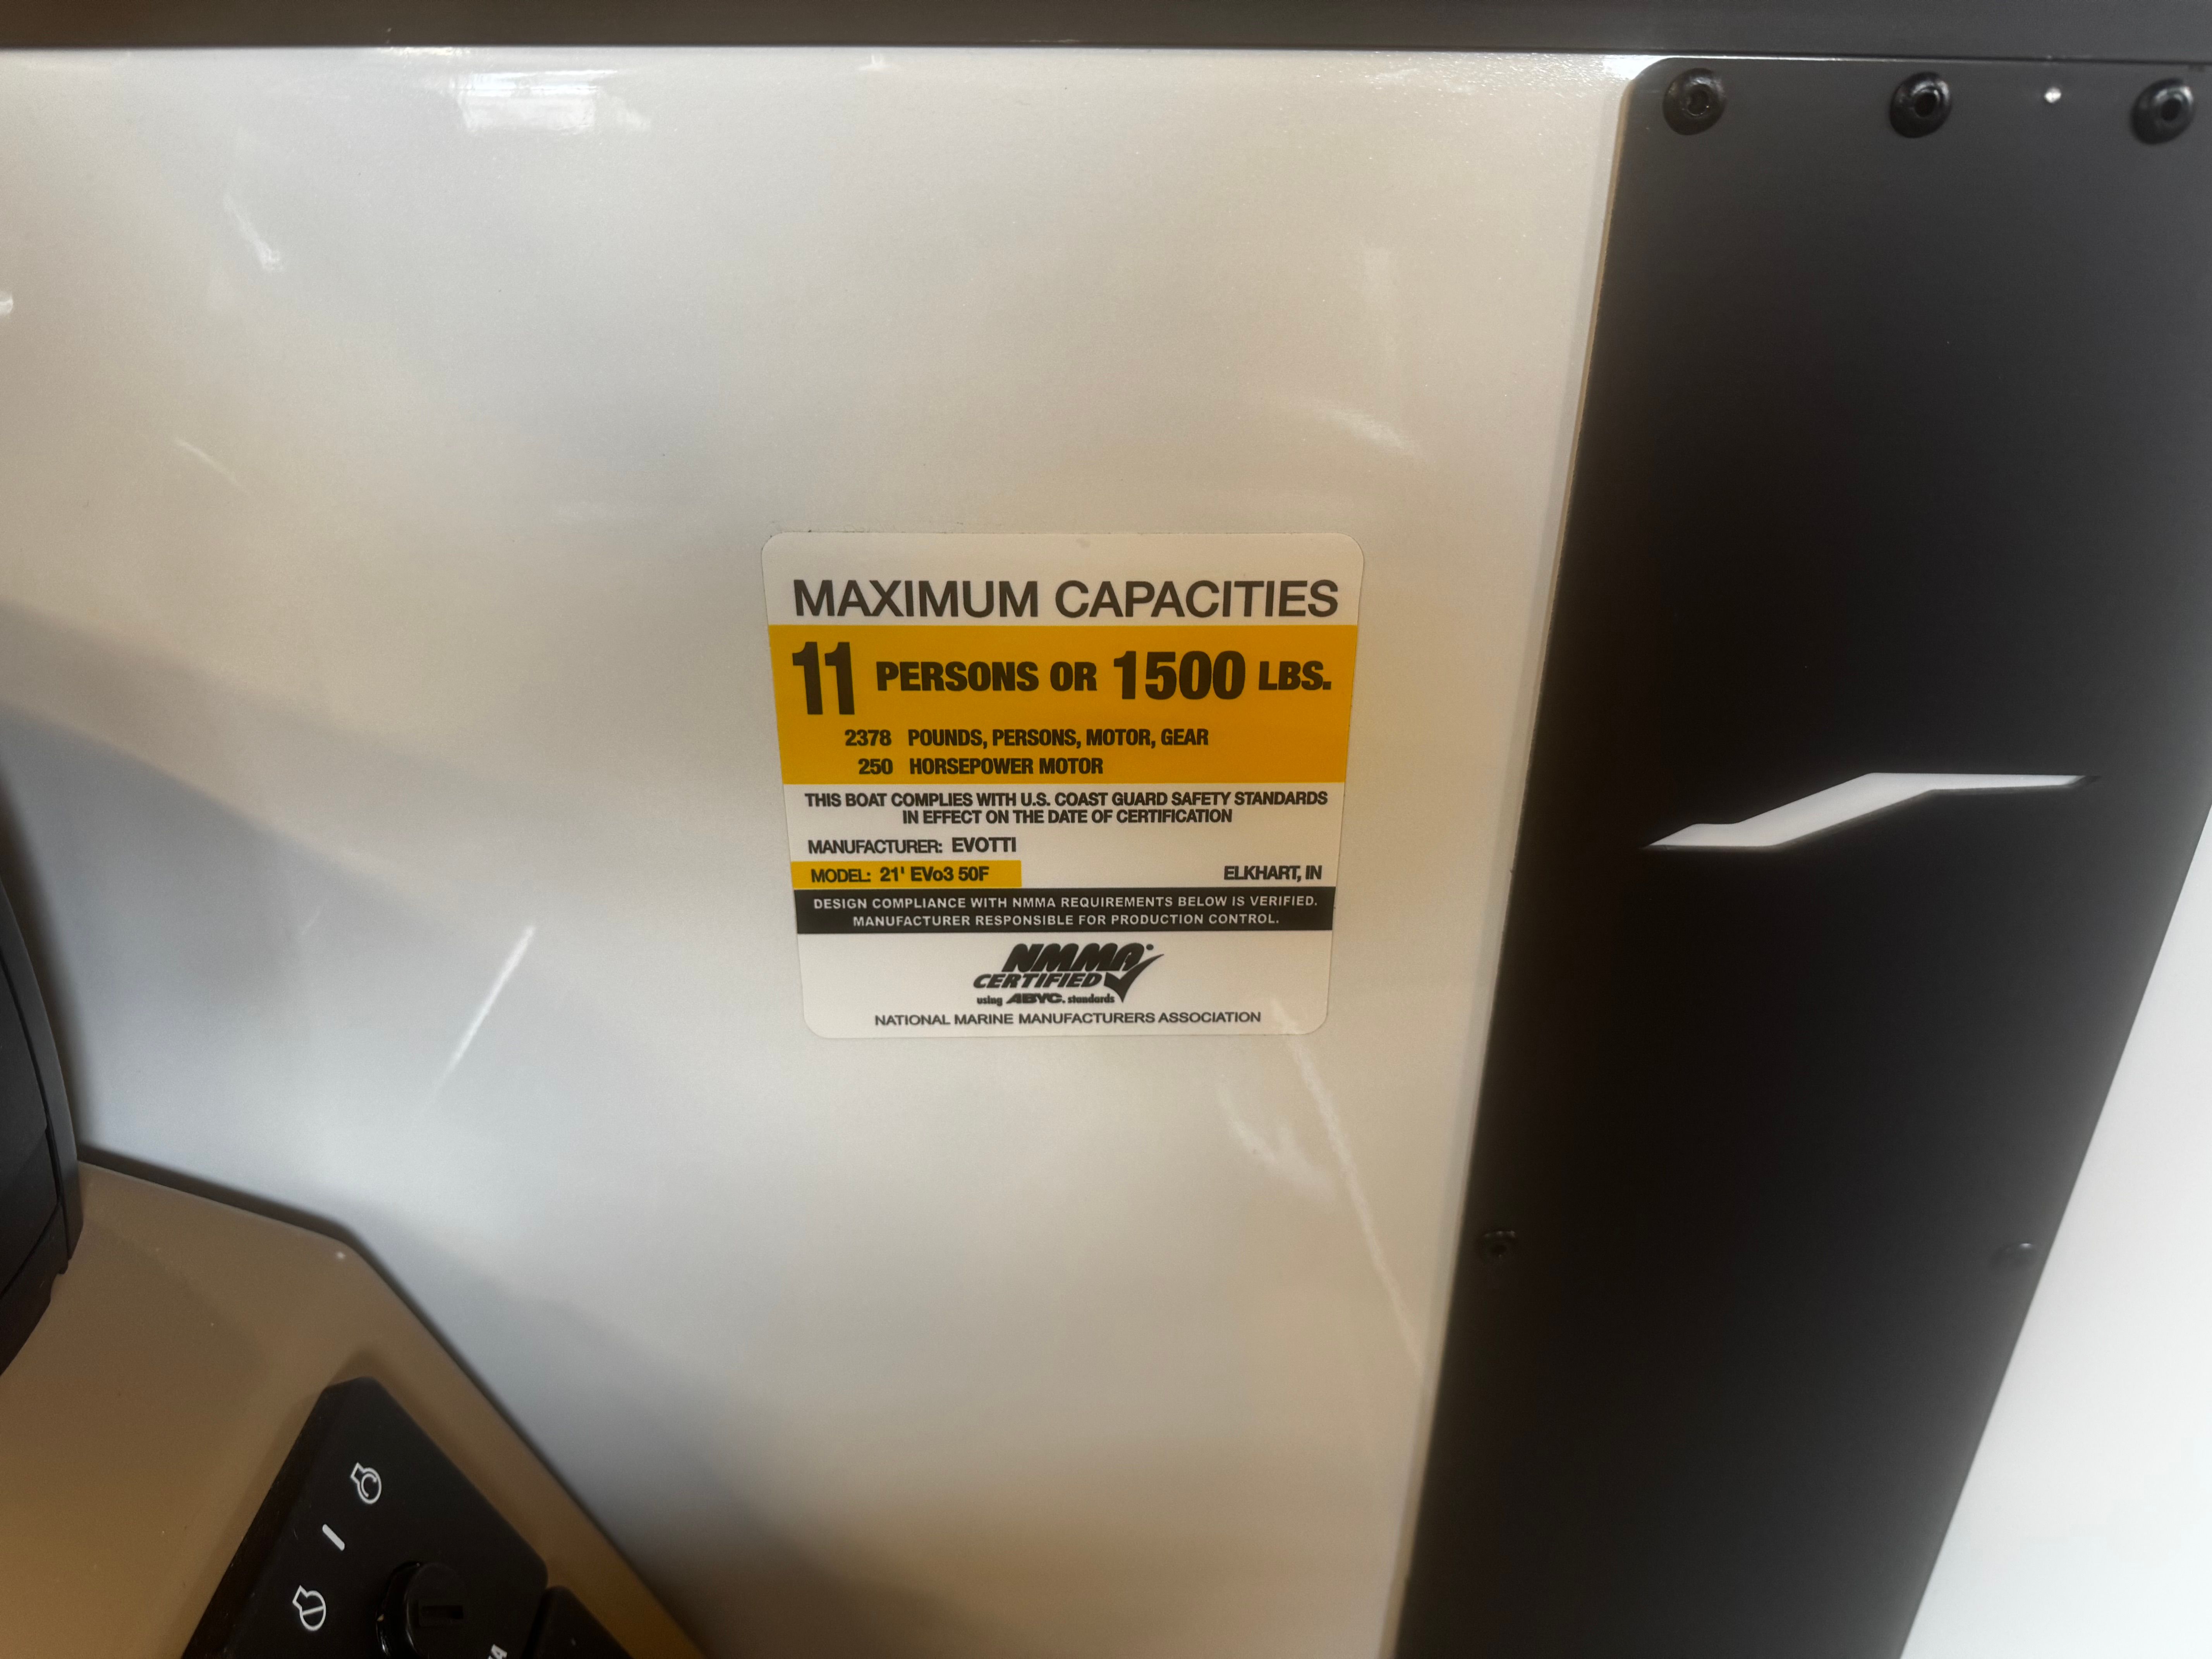 MAXIMUM CAPACITIES
11 PERSONS OR 1500 LBS.
2378 POUNDS, PERSONS, MOTOR, GEAR
250 HORSEPOWER MOTOR
THIS BOAT COMPLIES WITH U.S. COAST GUARD SAFETY STANDARDS
IN EFFECT ON THE DATE OF CERTIFICATION
MANUFACTURER: EVOTTI
MODEL: 21' EVo3 50F ELKHART, IN
DESIGN COMPLIANCE WITH NMMA REQUIREMENTS BELOW IS VERIFIED.
MANUFACTURER RESPONSIBLE FOR PRODUCTION CONTROL.
NMMA
CERTIFIED
using ABYC. standards
NATIONAL MARINE MANUFACTURERS ASSOCIATION